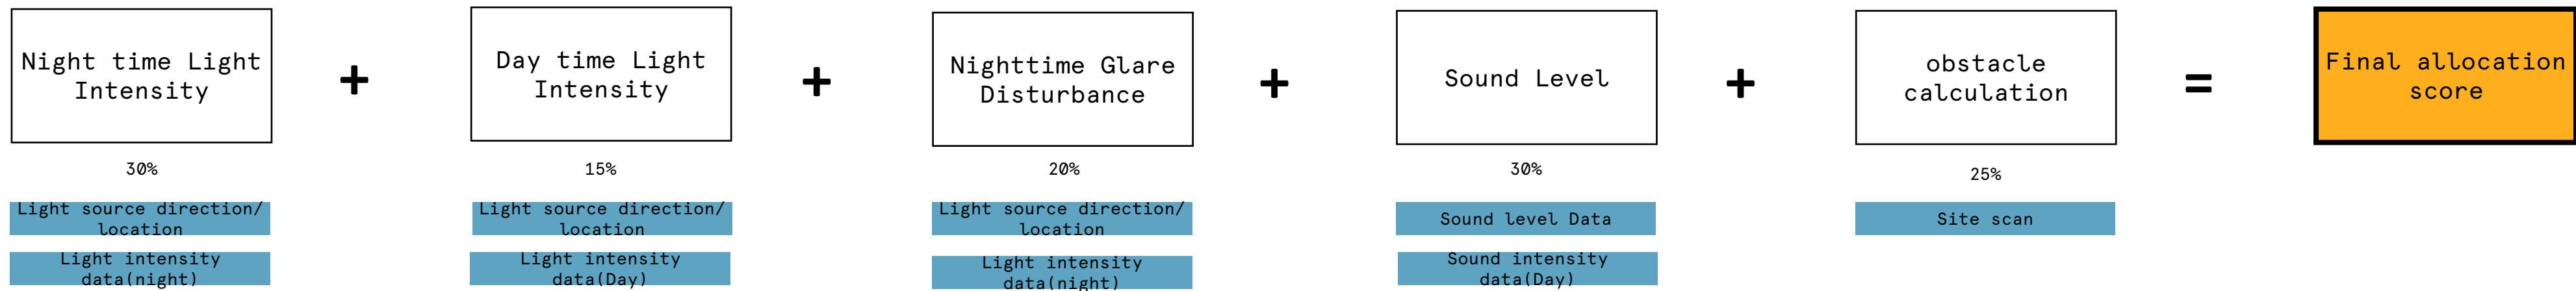 Night time Light
Intensity
+
Day time Light
Intensity
+
Nighttime Glare
Disturbance
+
Sound Level
+
obstacle
calculation
=
Final allocation
score
30%
15%
20%
30%
25%
Light source direction/
location
Light source direction/
location
Light source direction/
location
Sound level Data
Site scan
Light intensity
data(night)
Light intensity
data(Day)
Light intensity
data(night)
Sound intensity
data(Day)